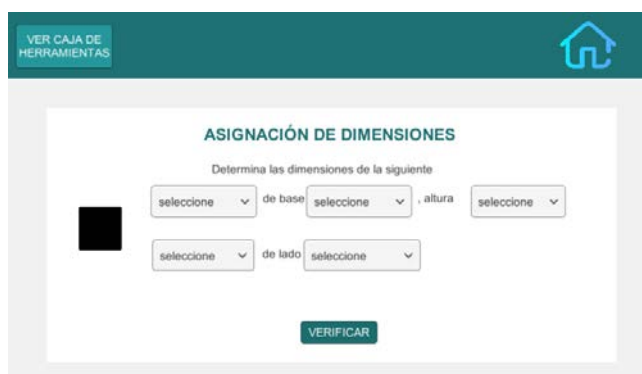 VER CAJA DE
HERRAMIENTAS
ASIGNACIÓN DE DIMENSIONES
Determina las dimensiones de la siguiente
seleccione de base seleccione , altura seleccione
seleccione de lado seleccione
VERIFICAR